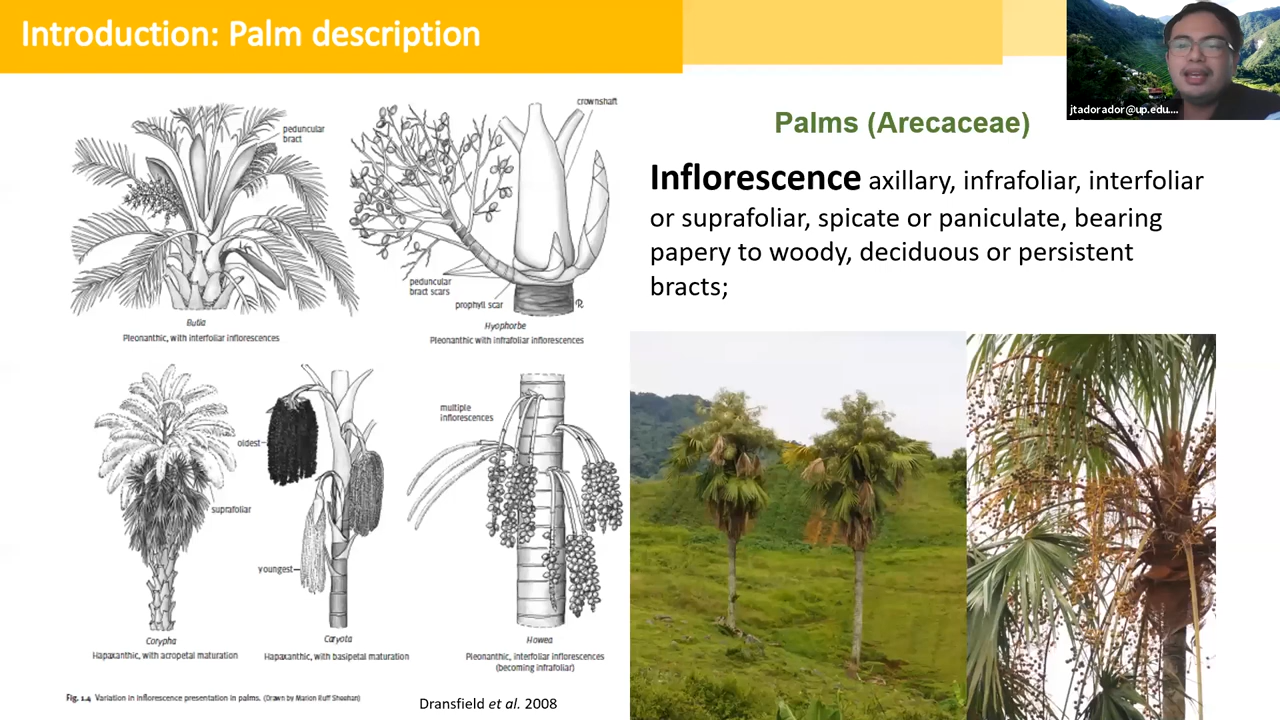 Introduction: Palm description
jtadorador@up.edu....
Palms (Arecaceae)
Inflorescence axillary, infrafoliar, interfoliar
or suprafoliar, spicate or paniculate, bearing
papery to woody, deciduous or persistent
bracts;
peduncular
bract
Butia
Pleonanthic, with interfoliar inflorescences
crownshaft
peduncular
bract scars
prophyll scar
Hyophorbe
Pleonanthic with infrafoliar inflorescences
suprafoliar
Corypha
Hapaxanthic, with acropetal maturation
oldest
youngest
Caryota
Hapaxanthic, with basipetal maturation
multiple
inflorescences
Howea
Pleonanthic, interfoliar inflorescences
(becoming infrafoliar)
Fig. 1.4 Variation in inflorescence presentation in palms. (Drawn by Marion Ruff Sheehan)
Dransfield et al. 2008